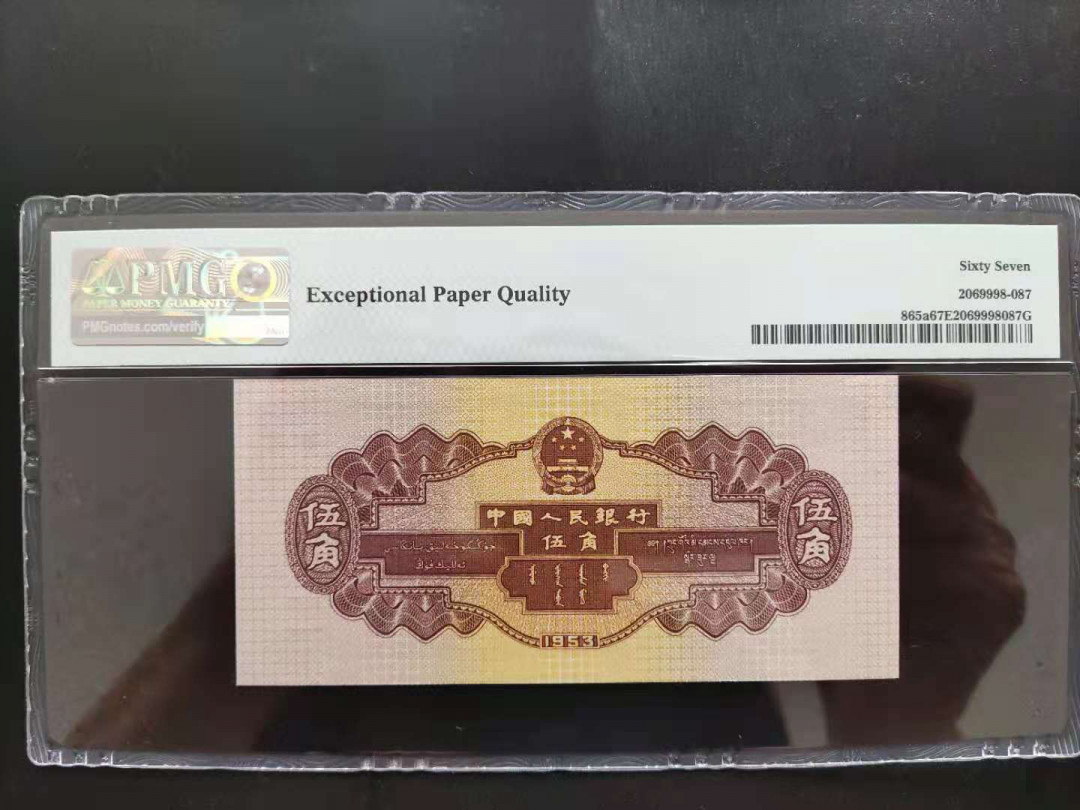 PMG
PAPER MONEY GUARANTY
PMGnotes.com/verify
Exceptional Paper Quality
Sixty Seven
2069998-087
865a67E2069998087G
中國人民銀行
伍角
伍角
伍角
1953